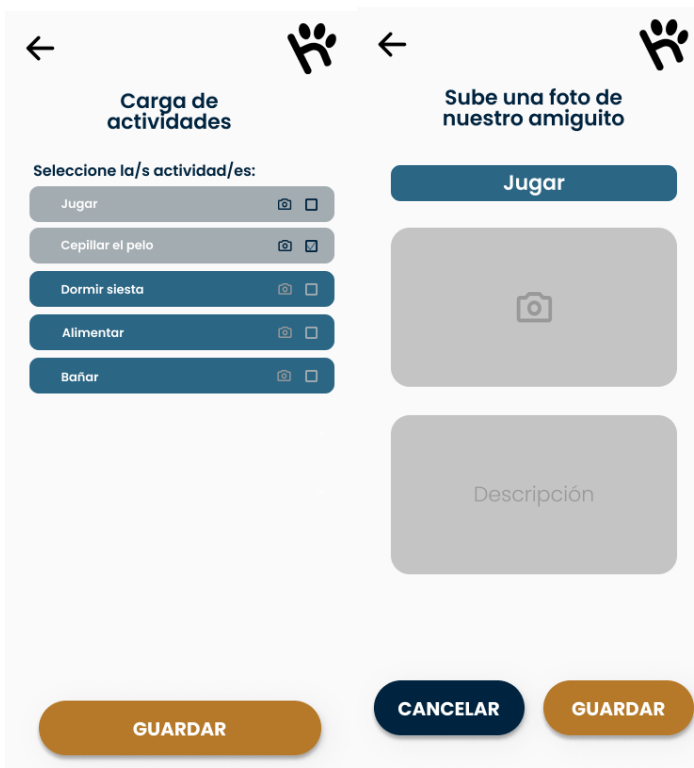 Carga de
actividades
Seleccione la/s actividad/es:
Jugar
Cepillar el pelo
Dormir siesta
Alimentar
Bañar
GUARDAR
Sube una foto de
nuestro amiguito
Jugar
Descripción
CANCELAR
GUARDAR